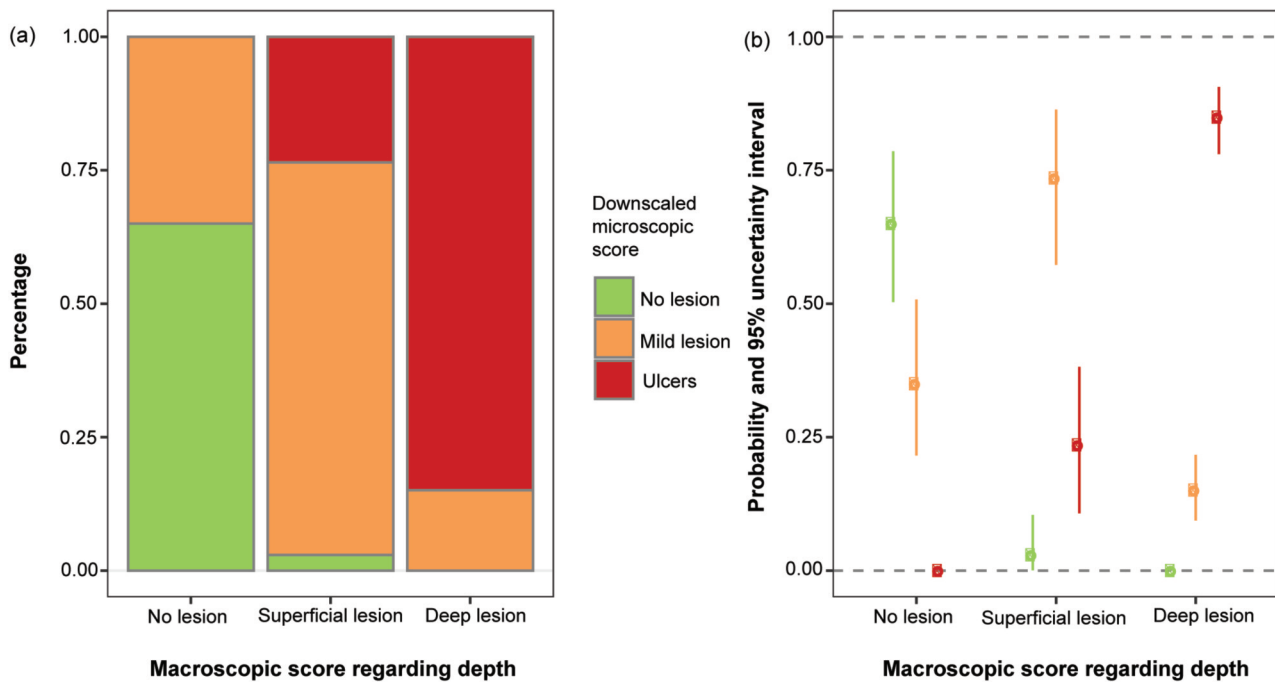 (a)
Percentage
1.00
0.75
0.50
0.25
0.00
No lesion
Superficial lesion
Deep lesion
Macroscopic score regarding depth
Downscaled
microscopic
score
No lesion
Mild lesion
Ulcers
(b)
Probability and 95% uncertainty interval
1.00
0.75
0.50
0.25
0.00
No lesion
Superficial lesion
Deep lesion
Macroscopic score regarding depth